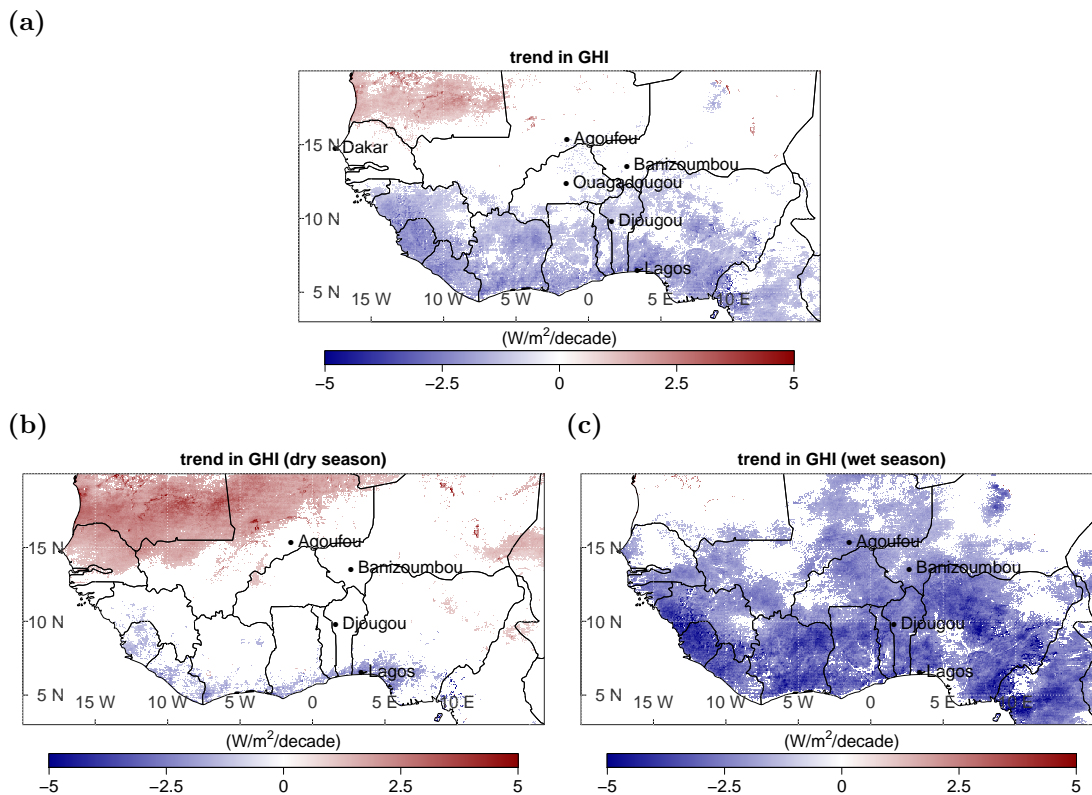 (a)
trend in GHI
15 N
Dakar
Agoufou
Banizoumbou
Ouagadougou
10 N
Djougou
Lagos
5 N
15 W 10 W 5 W 0 5 E 10 E
(W/m²/decade)
−5 −2.5 0 2.5 5
(b)
trend in GHI (dry season)
15 N
Agoufou
Banizoumbou
10 N
Djougou
Lagos
5 N
15 W 10 W 5 W 0 5 E 10 E
(W/m²/decade)
−5 −2.5 0 2.5 5
(c)
trend in GHI (wet season)
15 N
Agoufou
Banizoumbou
10 N
Djougou
Lagos
5 N
15 W 10 W 5 W 0 5 E 10 E
(W/m²/decade)
−5 −2.5 0 2.5 5